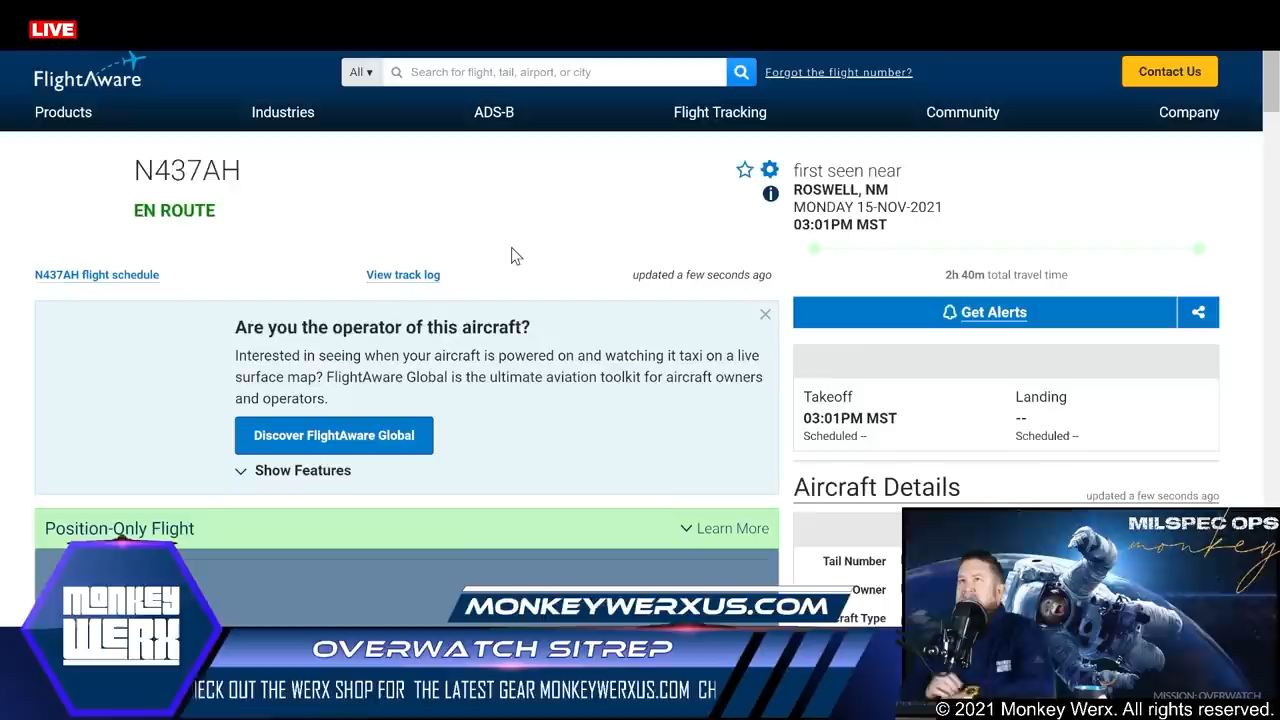 LIVE
FlightAware
All ▾ Search for flight, tail, airport, or city
Forgot the flight number?
Contact Us
Products Industries ADS-B Flight Tracking Community Company
N437AH
EN ROUTE
first seen near
ROSWELL, NM
MONDAY 15-NOV-2021
03:01PM MST
N437AH flight schedule View track log updated a few seconds ago
2h 40m total travel time
Get Alerts
Are you the operator of this aircraft?
Interested in seeing when your aircraft is powered on and watching it taxi on a live
surface map? FlightAware Global is the ultimate aviation toolkit for aircraft owners
and operators.
Discover FlightAware Global
Show Features
Takeoff Landing
03:01PM MST --
Scheduled -- Scheduled --
Aircraft Details updated a few seconds ago
Position-Only Flight Learn More
Tail Number
Owner
raft Type
MILSPEC OPS
monkey
MONKEY
WERX
MONKEYWERXUS.COM
OVERWATCH SITREP
ECK OUT THE WERX SHOP FOR THE LATEST GEAR MONKEYWERXUS.COM CH
MISSION: OVERWATCH
© 2021 Monkey Werx. All rights reserved.